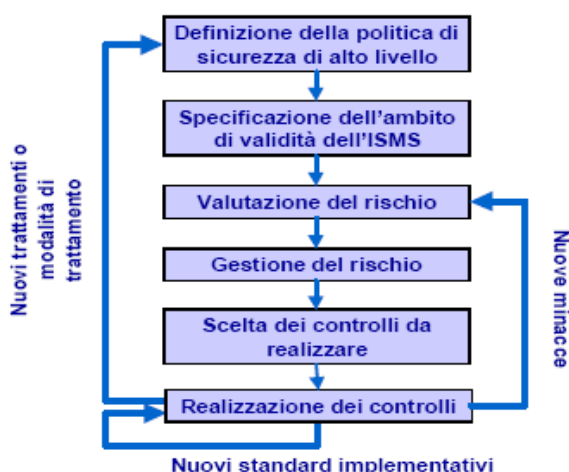 Definizione della politica di
sicurezza di alto livello
Specificazione dell'ambito
di validità dell'ISMS
Valutazione del rischio
Gestione del rischio
Scelta dei controlli da
realizzare
Realizzazione dei controlli
Nuovi trattamenti o
modalità di
trattamento
Nuove minacce
Nuovi standard implementativi